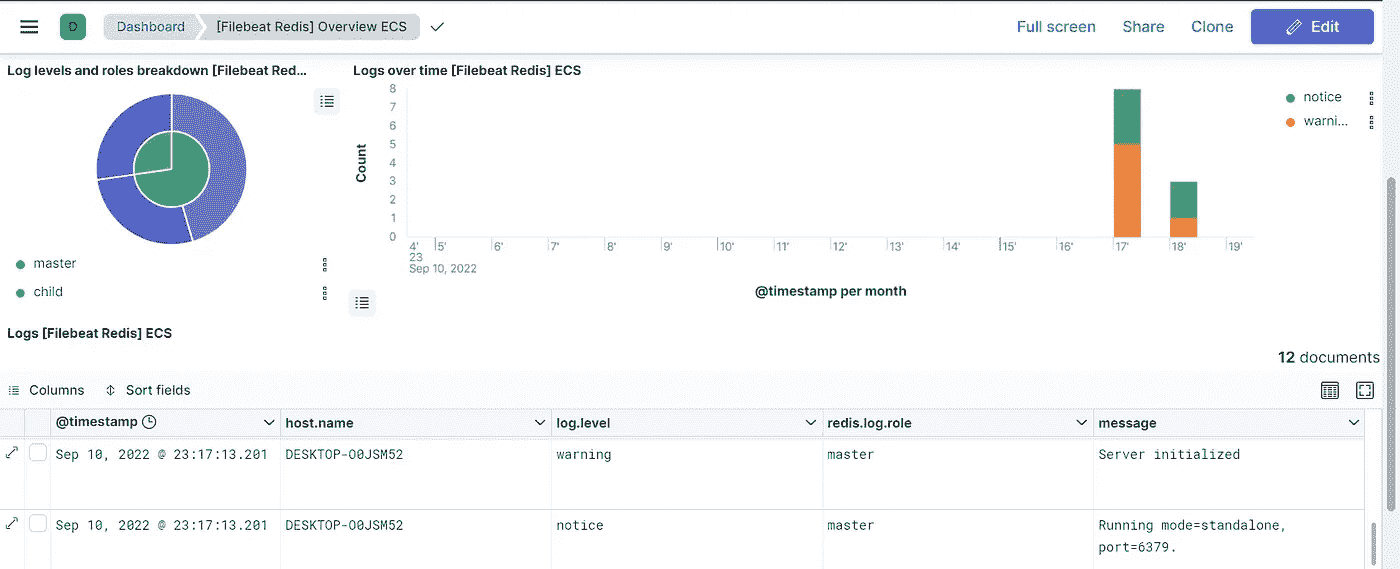 D Dashboard [Filebeat Redis] Overview ECS Full screen Share Clone Edit
Log levels and roles breakdown [Filebeat Red...
Logs over time [Filebeat Redis] ECS
8
7
6
5
4
3
2
1
0
Count
4' 5' 6' 7' 8' 9' 10' 11' 12' 13' 14' 15' 16' 17' 18' 19'
23
Sep 10, 2022
@timestamp per month
notice
warni...
master
child
Logs [Filebeat Redis] ECS
12 documents
Columns Sort fields
@timestamp host.name log.level redis.log.role message
Sep 10, 2022 @ 23:17:13.201 DESKTOP-O0JSM52 warning master Server initialized
Sep 10, 2022 @ 23:17:13.201 DESKTOP-O0JSM52 notice master Running mode=standalone,
port=6379.